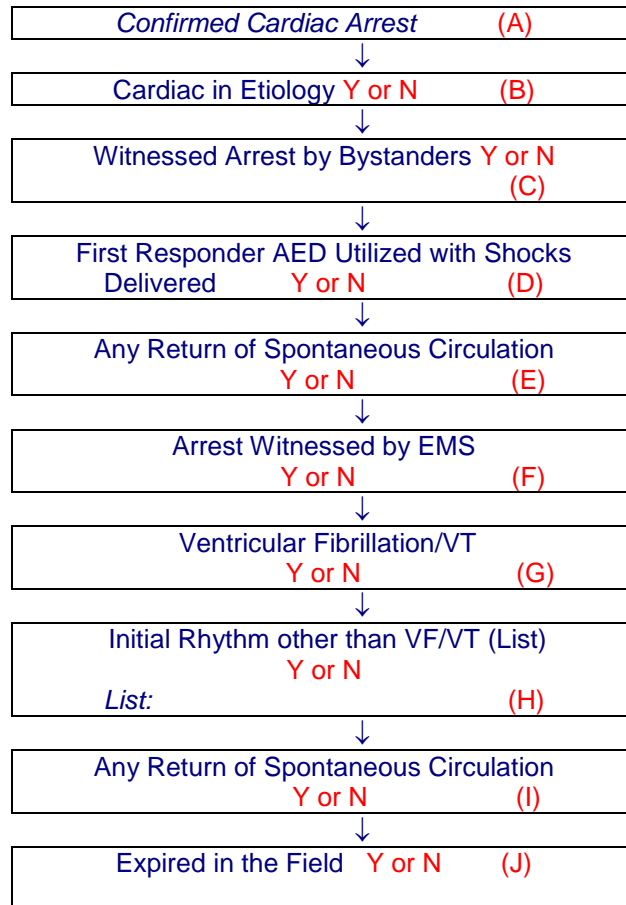 Confirmed Cardiac Arrest (A)
↓
Cardiac in Etiology Y or N (B)
↓
Witnessed Arrest by Bystanders Y or N
(C)
↓
First Responder AED Utilized with Shocks
Delivered Y or N (D)
↓
Any Return of Spontaneous Circulation
Y or N (E)
↓
Arrest Witnessed by EMS
Y or N (F)
↓
Ventricular Fibrillation/VT
Y or N (G)
↓
Initial Rhythm other than VF/VT (List)
Y or N
List: (H)
↓
Any Return of Spontaneous Circulation
Y or N (I)
↓
Expired in the Field Y or N (J)